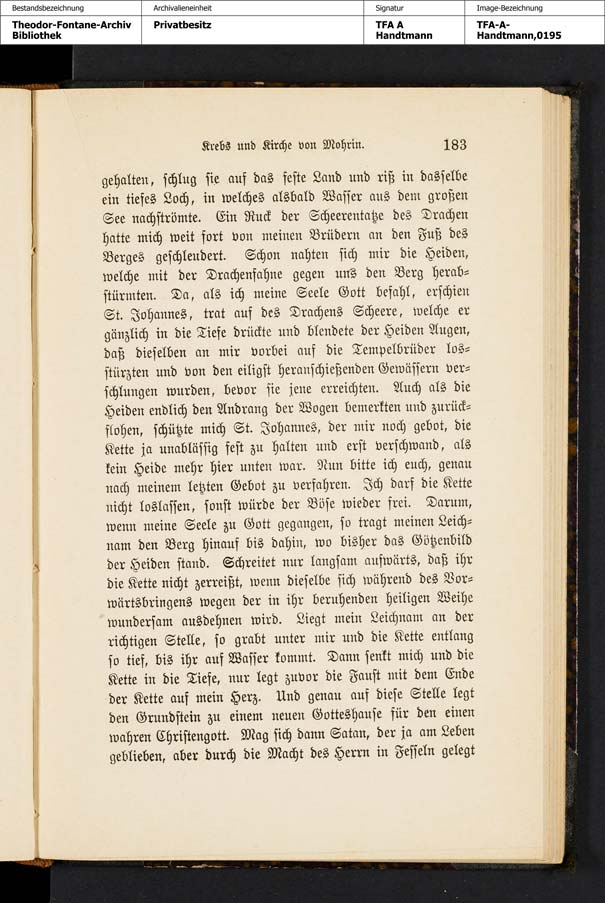 Bestandsbezeichnung Archivalieneinheit Signatur Image-Bezeichnung
Theodor-Fontane-Archiv Privatbesitz TFA A TFA-A-
Bibliothek Handtmann Handtmann,0195
Krebs und Kirche von Mohrin. 183
gehalten, schlug sie auf das feste Land und riß in dasselbe
ein tiefes Loch, in welches alsbald Wasser aus dem großen
See nachströmte. Ein Ruck der Scheerentatze des Drachen
hatte mich weit fort von meinen Brüdern an den Fuß des
Berges geschleudert. Schon nahten sich mir die Heiden,
welche mit der Drachenfahne gegen uns den Berg herab-
stürmten. Da, als ich meine Seele Gott befahl, erschien
St. Johannes, trat auf des Drachens Scheere, welche er
gänzlich in die Tiefe drückte und blendete der Heiden Augen,
daß dieselben an mir vorbei auf die Tempelbrüder los-
stürzten und von den eiligst heranschießenden Gewässern ver-
schlungen wurden, bevor sie jene erreichten. Auch als die
Heiden endlich den Andrang der Wogen bemerkten und zurück-
flohen, schützte mich St. Johannes, der mir noch gebot, die
Kette ja unablässig fest zu halten und erst verschwand, als
kein Heide mehr hier unten war. Nun bitte ich euch, genau
nach meinem letzten Gebot zu verfahren. Ich darf die Kette
nicht loslassen, sonst würde der Böse wieder frei. Darum,
wenn meine Seele zu Gott gegangen, so tragt meinen Leich-
nam den Berg hinauf bis dahin, wo bisher das Götzenbild
der Heiden stand. Schreitet nur langsam aufwärts, daß ihr
die Kette nicht zerreißt, wenn dieselbe sich während des Vor-
wärtsbringens wegen der in ihr beruhenden heiligen Weihe
wundersam ausdehnen wird. Liegt mein Leichnam an der
richtigen Stelle, so grabt unter mir und die Kette entlang
so tief, bis ihr auf Wasser kommt. Dann senkt mich und die
Kette in die Tiefe, nur legt zuvor die Faust mit dem Ende
der Kette auf mein Herz. Und genau auf diese Stelle legt
den Grundstein zu einem neuen Gotteshause für den einen
wahren Christengott. Mag sich dann Satan, der ja am Leben
geblieben, aber durch die Macht des Herrn in Fesseln gelegt